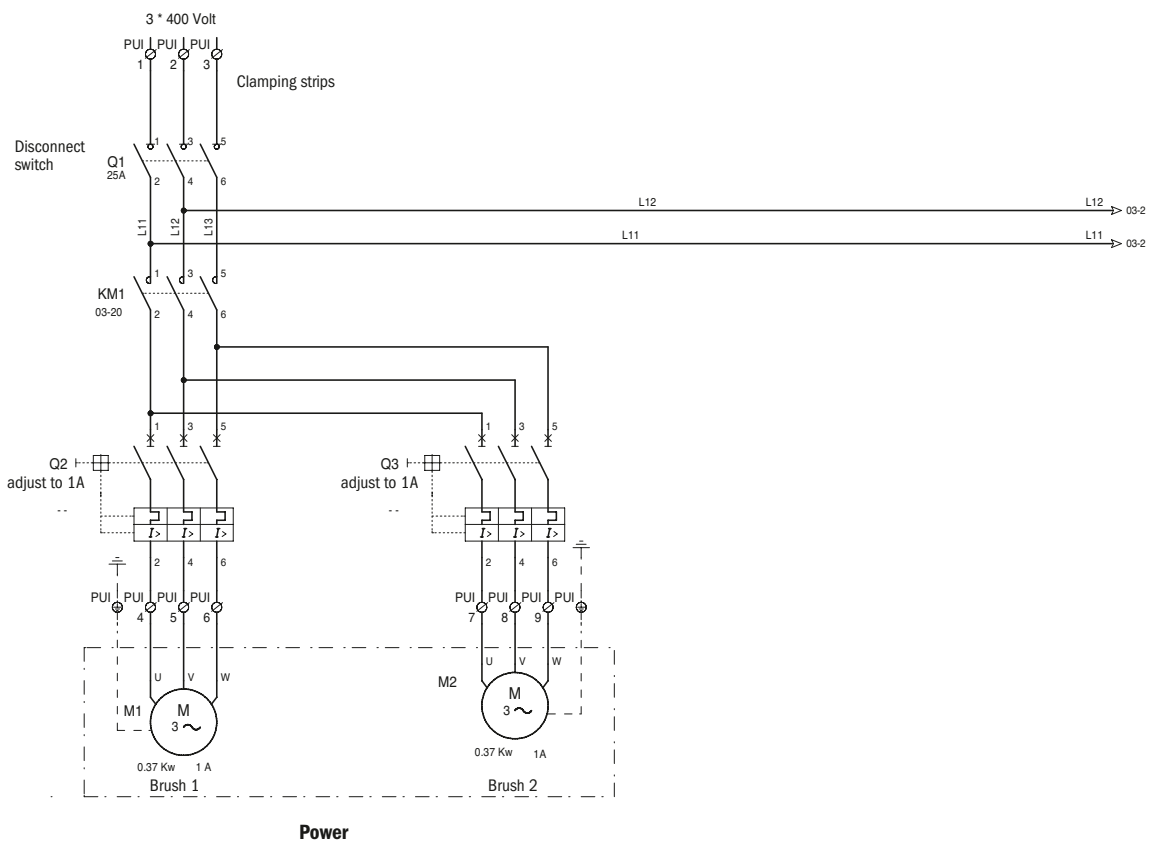 3 * 400 Volt
PUI PUI PUI
1 2 3
Clamping strips
Disconnect
switch
Q1
25A
1 3 5
2 4 6
L12 L12 03-2
L11 L12 L13
L11 L11 03-2
1 3 5
KM1
03-20
2 4 6
1 3 5 1 3 5
Q2 Q3
adjust to 1A adjust to 1A
-- --
I> I> I> I> I> I>
2 4 6 2 4 6
PUI PUI PUI PUI PUI PUI PUI PUI
4 5 6 7 8 9
U V W U V W
M2
M1 M M
3 3
0.37 Kw 1A
0.37 Kw 1 A
Brush 1 Brush 2
Power